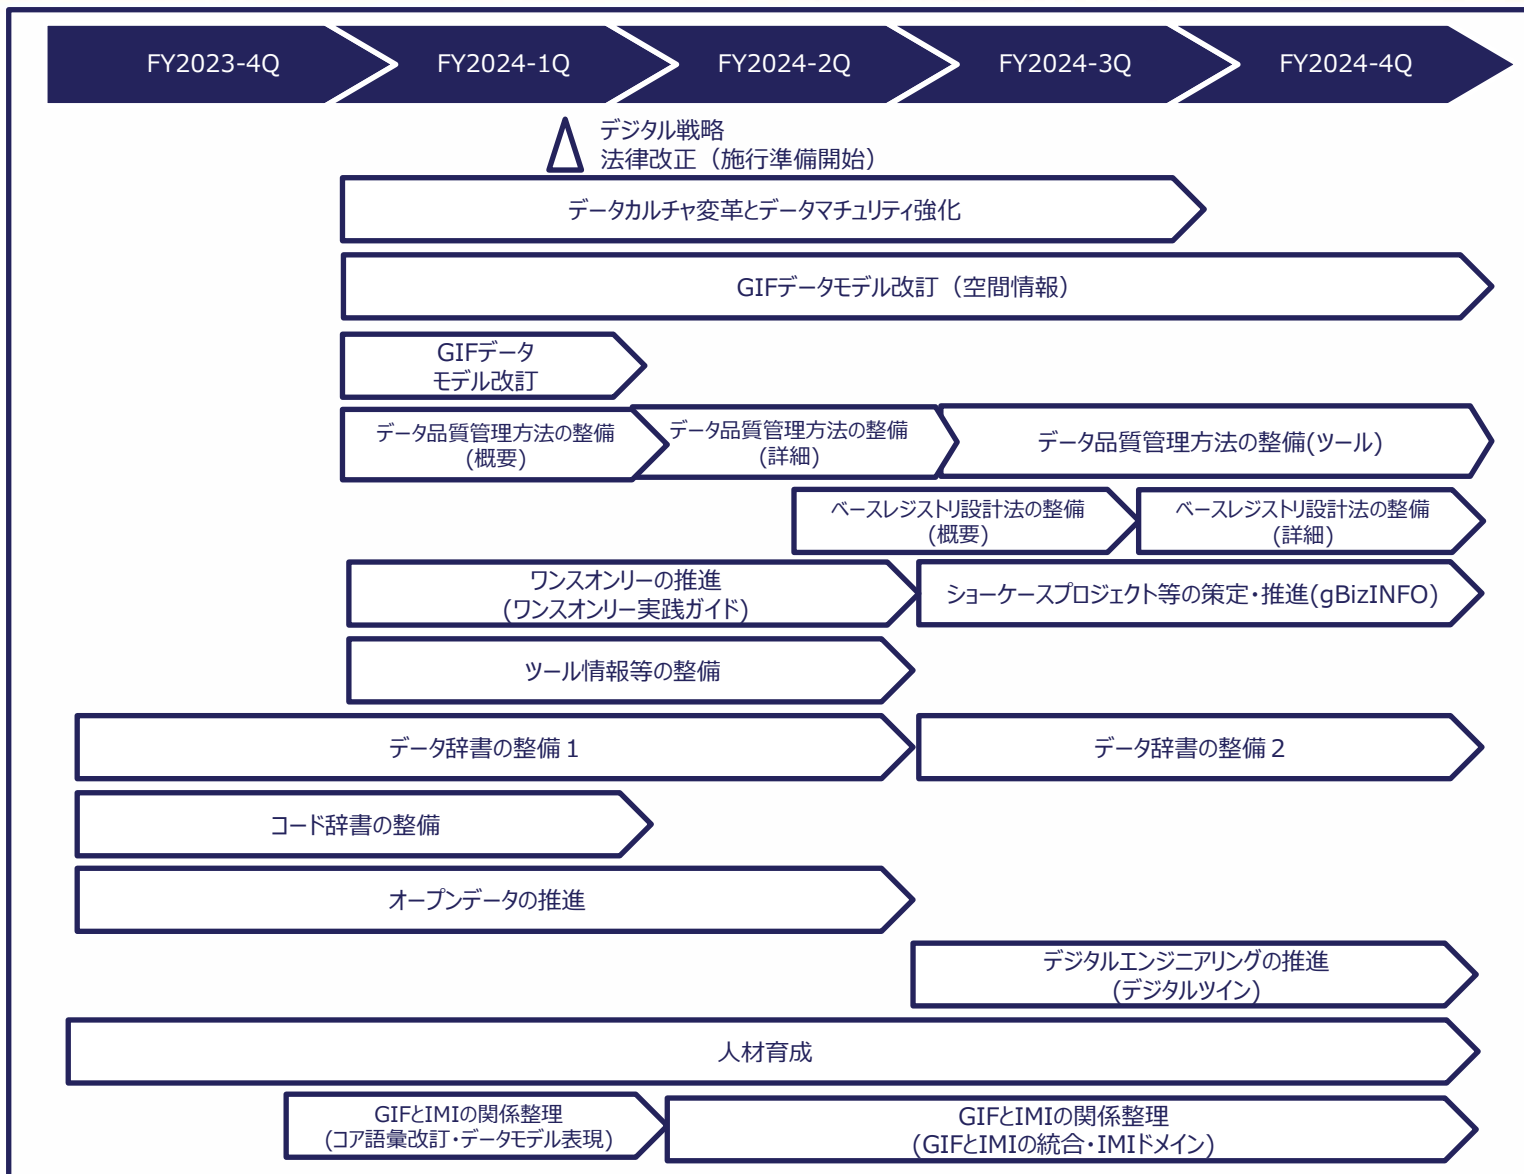 FY2023-4Q
FY2024-1Q
FY2024-2Q
FY2024-3Q
FY2024-4Q
デジタル戦略
法律改正（施行準備開始）
データカルチャ変革とデータマチュリティ強化
GIFデータモデル改訂（空間情報）
GIFデータ
モデル改訂
データ品質管理方法の整備
(概要)
データ品質管理方法の整備
(詳細)
データ品質管理方法の整備(ツール)
ベースレジストリ設計法の整備
(概要)
ベースレジストリ設計法の整備
(詳細)
ワンスオンリーの推進
(ワンスオンリー実践ガイド)
ショーケースプロジェクト等の策定・推進(gBizINFO)
ツール情報等の整備
データ辞書の整備１
データ辞書の整備２
コード辞書の整備
オープンデータの推進
デジタルエンジニアリングの推進
(デジタルツイン)
人材育成
GIFとIMIの関係整理
(コア語彙改訂・データモデル表現)
GIFとIMIの関係整理
(GIFとIMIの統合・IMIドメイン)